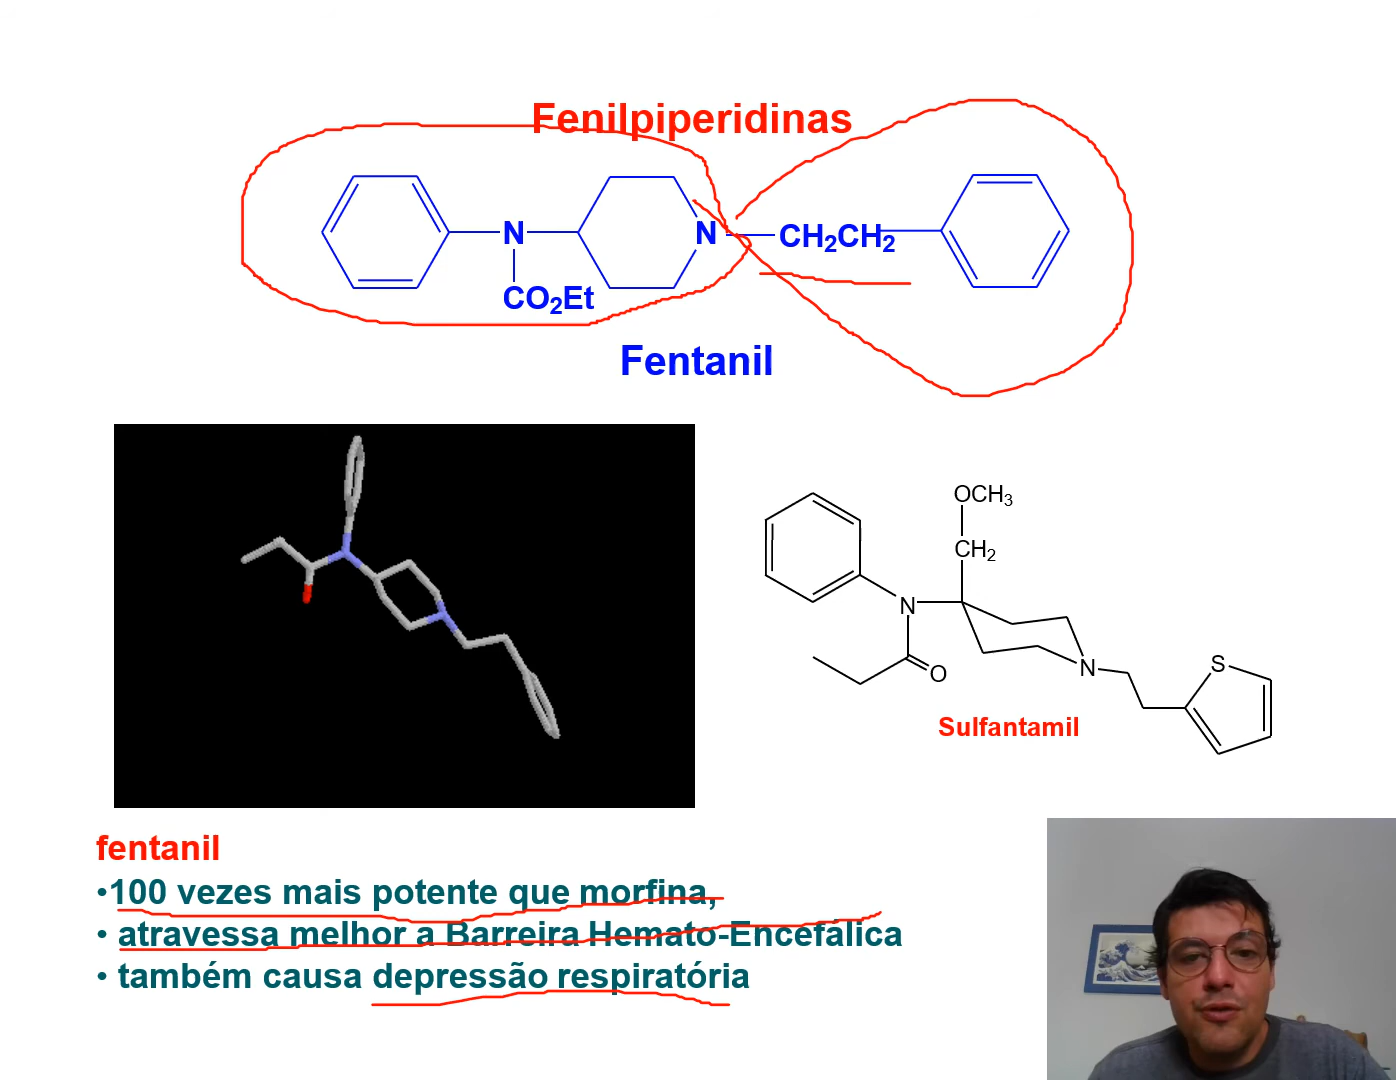 Fenilpiperidinas
N
N
CH₂CH₂
CO₂Et
Fentanil
OCH₃
CH₂
N
O
N
S
Sulfantamil
fentanil
•100 vezes mais potente que morfina,
• atravessa melhor a Barreira Hemato-Encefálica
• também causa depressão respiratória